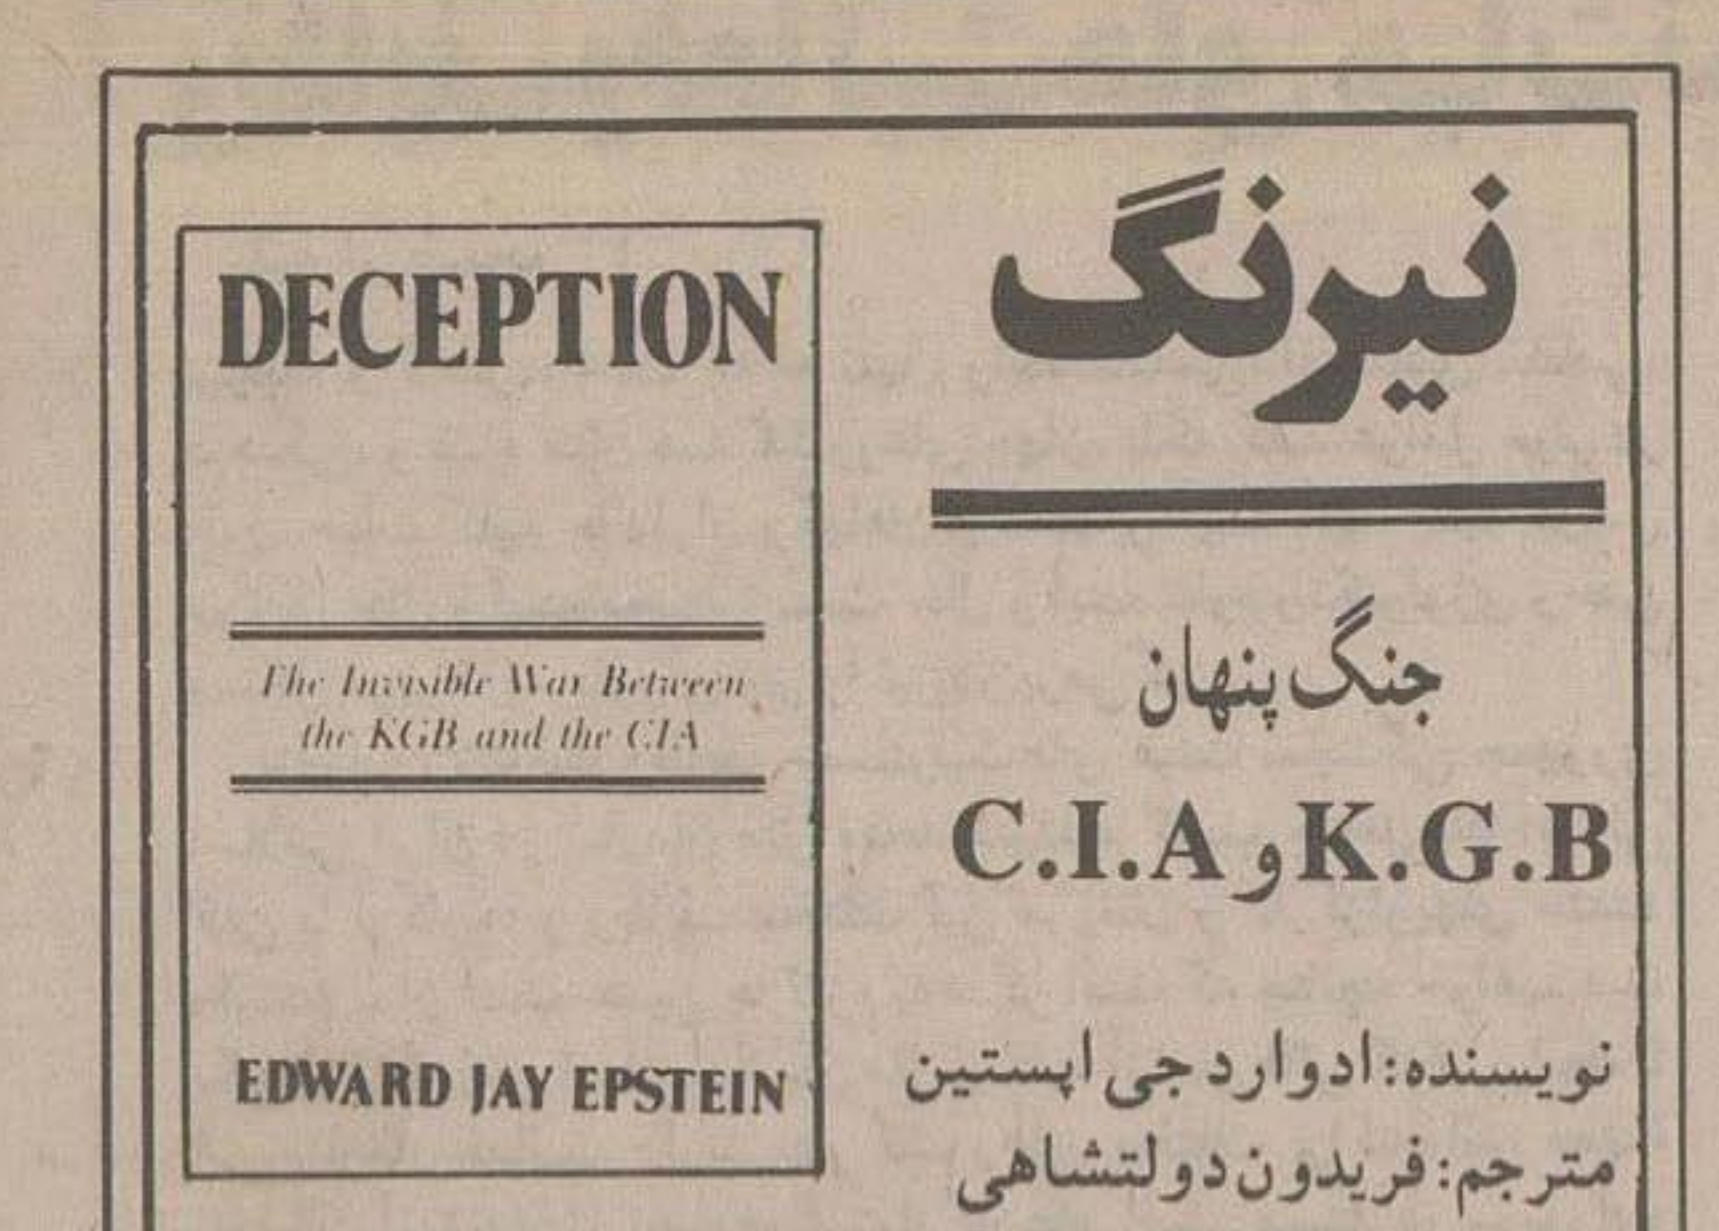 نیرنگ
جنگ پنهان
K.G.B و C.I.A
نویسنده: ادوارد جی اپستین
مترجم: فریدون دولتشاهی
DECEPTION
The Invisible War Between
the KGB and the CIA
EDWARD JAY EPSTEIN